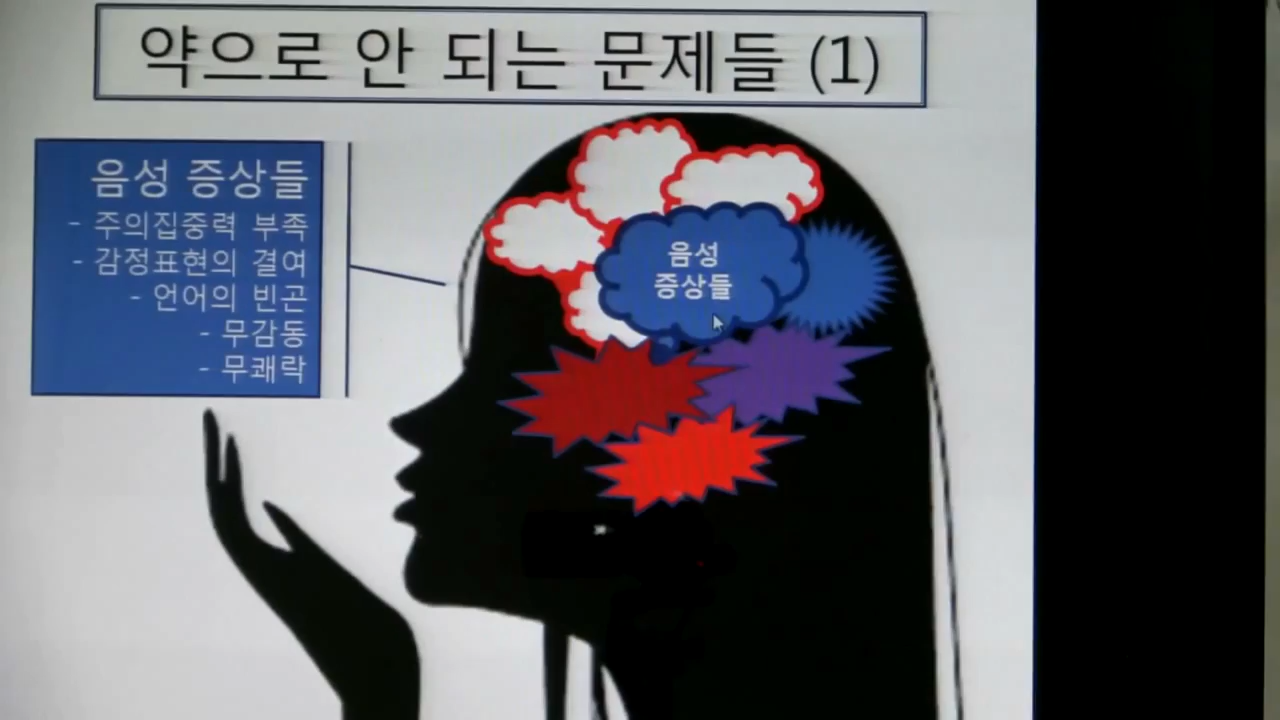 약으로 안 되는 문제들 (1)
음성 증상들
- 주의집중력 부족
- 감정표현의 결여
- 언어의 빈곤
- 무감동
- 무쾌락
음성
증상들